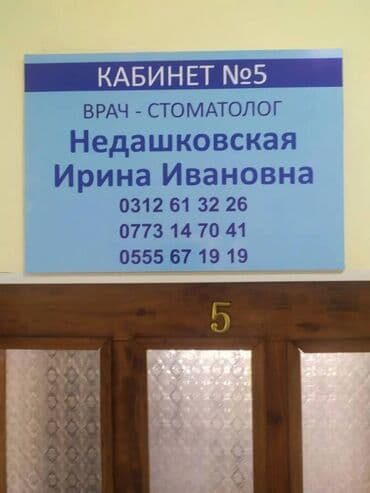 КАБИНЕТ №5
ВРАЧ - СТОМАТОЛОГ
Недашковская
Ирина Ивановна
0312 61 32 26
0773 14 70 41
0555 67 19 19
5